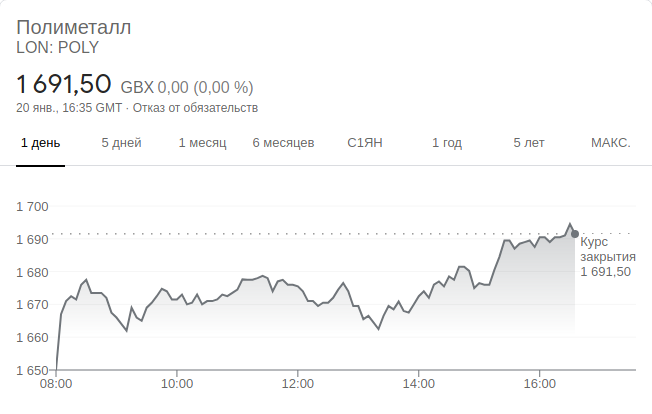 Полиметалл
LON: POLY
1 691,50 GBX 0,00 (0,00 %)
20 янв., 16:35 GMT · Отказ от обязательств
1 день 5 дней 1 месяц 6 месяцев С1ЯН 1 год 5 лет МАКС.
1 700
1 690
1 680
1 670
1 660
1 650
Курс
закрытия
1 691,50
08:00 10:00 12:00 14:00 16:00